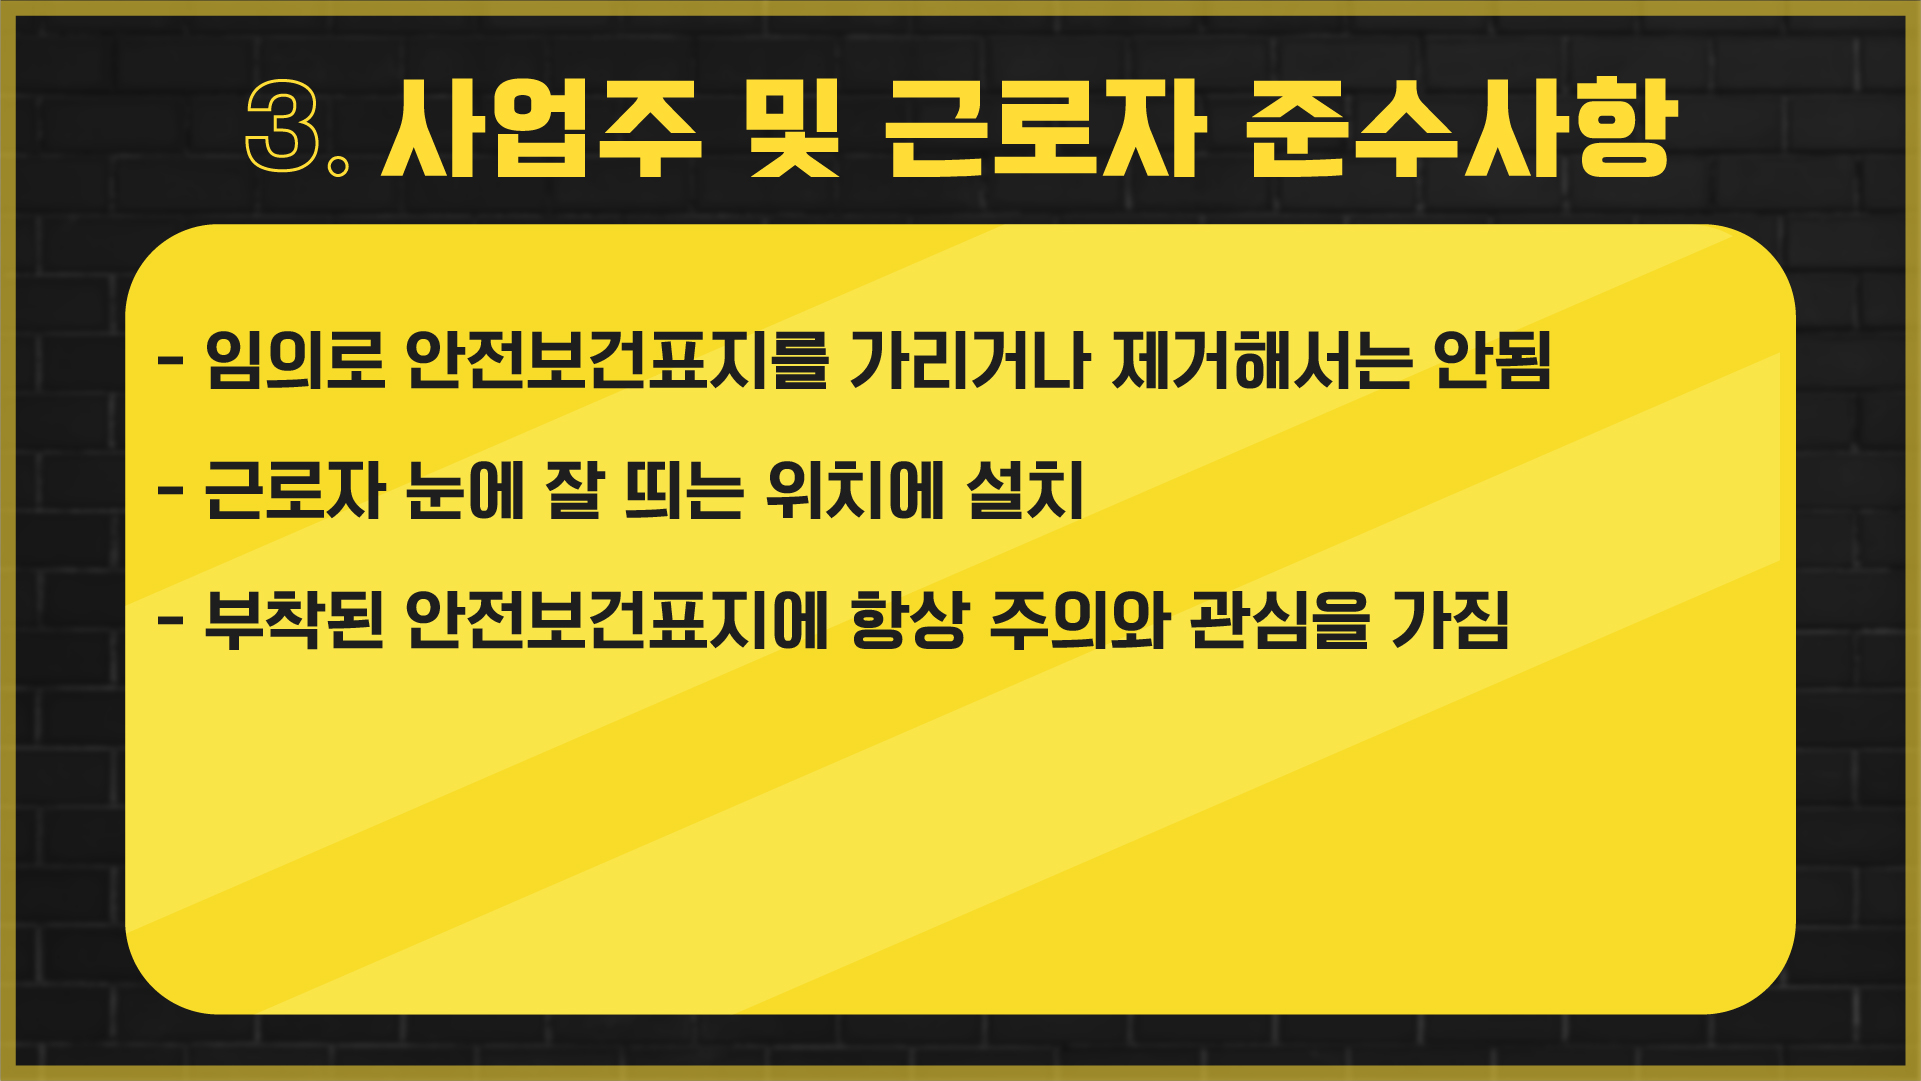 3. 사업주 및 근로자 준수사항
- 임의로 안전보건표지를 가리거나 제거해서는 안됨
- 근로자 눈에 잘 띄는 위치에 설치
- 부착된 안전보건표지에 항상 주의와 관심을 가짐